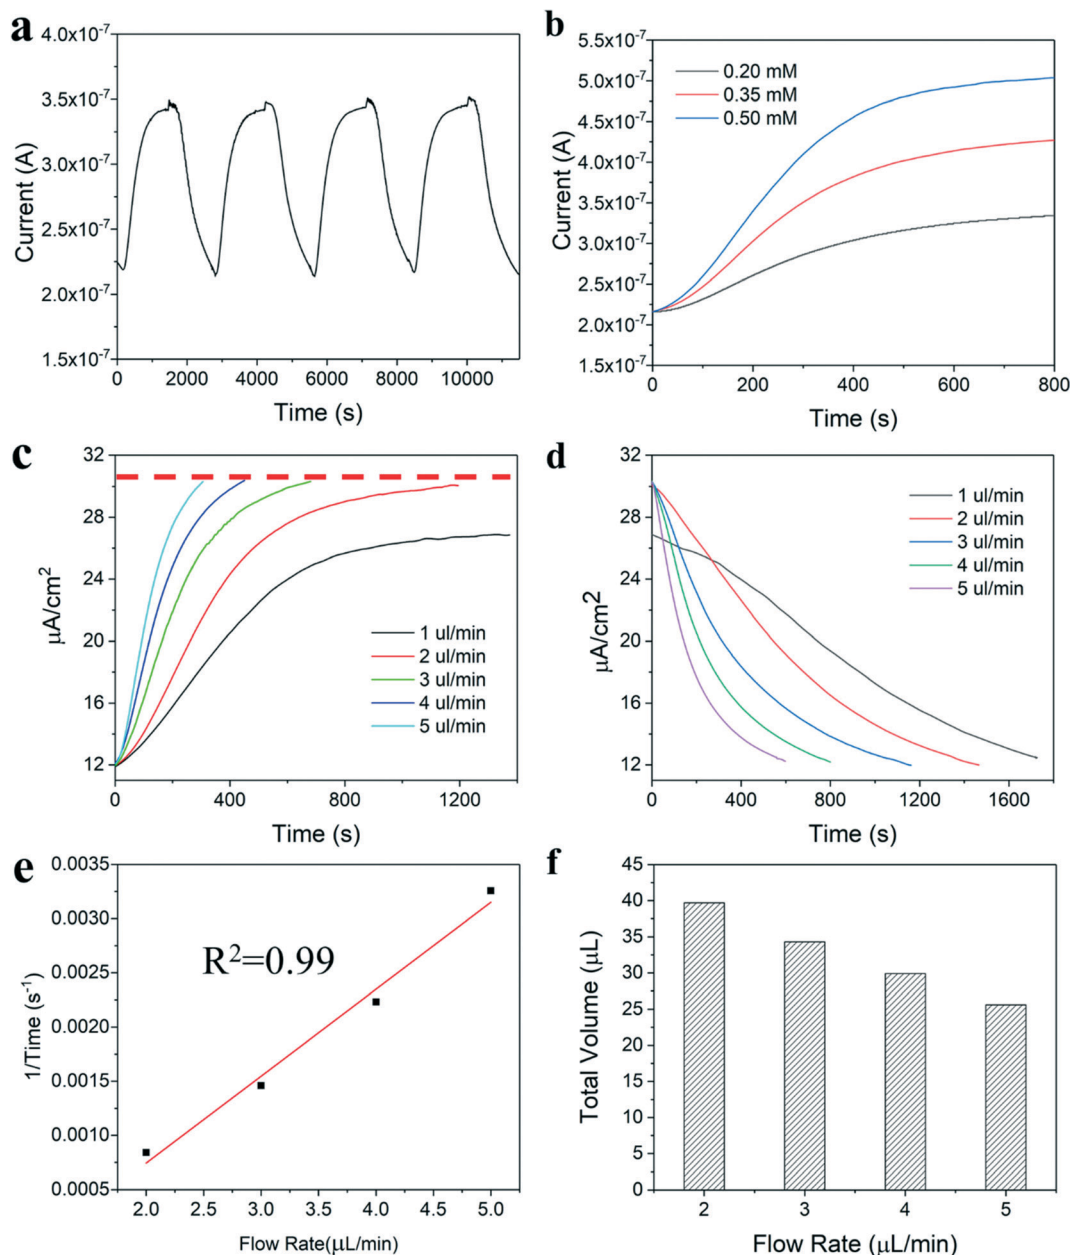 a
4.0x10-7
3.5x10-7
3.0x10-7
2.5x10-7
2.0x10-7
1.5x10-7
Current (A)
0 2000 4000 6000 8000 10000
Time (s)
b
5.5x10-7
5.0x10-7
4.5x10-7
4.0x10-7
3.5x10-7
3.0x10-7
2.5x10-7
2.0x10-7
1.5x10-7
Current (A)
0.20 mM
0.35 mM
0.50 mM
0 200 400 600 800
Time (s)
c
32
28
24
20
16
12
μA/cm2
1 ul/min
2 ul/min
3 ul/min
4 ul/min
5 ul/min
0 400 800 1200
Time (s)
d
32
28
24
20
16
12
μA/cm2
1 ul/min
2 ul/min
3 ul/min
4 ul/min
5 ul/min
0 400 800 1200 1600
Time (s)
e
0.0035
0.0030
0.0025
0.0020
0.0015
0.0010
0.0005
1/Time (s-1)
R2=0.99
2.0 2.5 3.0 3.5 4.0 4.5 5.0
Flow Rate(μL/min)
f
45
40
35
30
25
20
15
10
5
0
Total Volume (μL)
2 3 4 5
Flow Rate (μL/min)